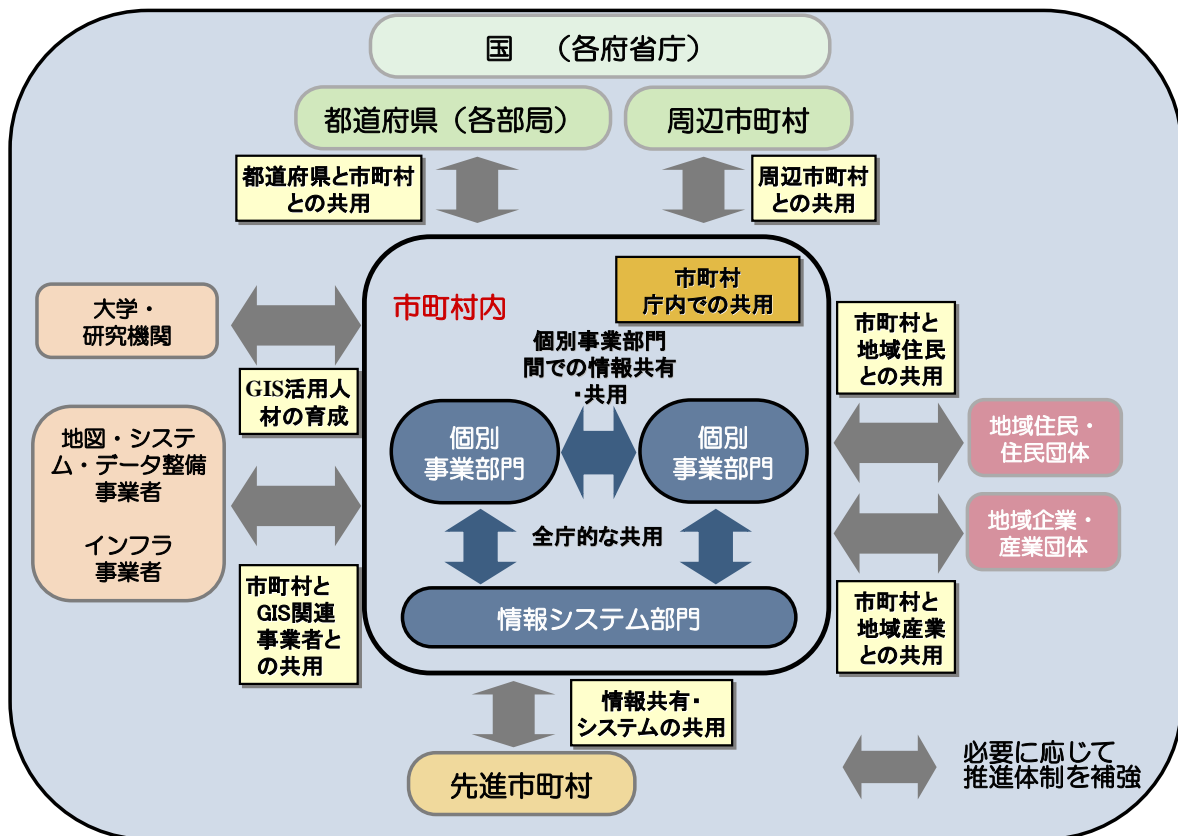 国　（各府省庁）
都道府県（各部局）
周辺市町村
都道府県と市町村
との共用
周辺市町村
との共用
市町村内
市町村
庁内での共用
大学・
研究機関
GIS活用人
材の育成
地図・システ
ム・データ整備
事業者
インフラ
事業者
市町村と
GIS関連
事業者と
の共用
個別事業部門
間での情報共有
・共用
個別
事業部門
個別
事業部門
全庁的な共用
情報システム部門
市町村と
地域住民
との共用
地域住民・
住民団体
地域企業・
産業団体
市町村と
地域産業
との共用
情報共有・
システムの共用
先進市町村
必要に応じて
推進体制を補強